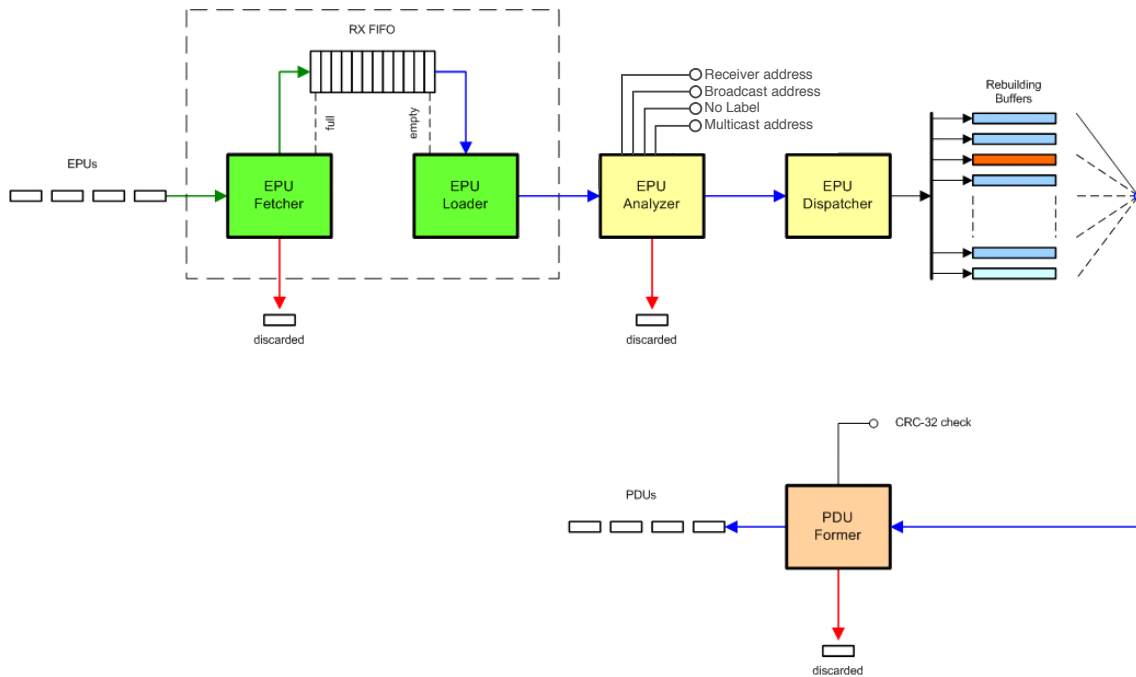 RX FIFO
full
empty
Receiver address
Broadcast address
No Label
Multicast address
Rebuilding
Buffers
EPUs
EPU
Fetcher
EPU
Loader
EPU
Analyzer
EPU
Dispatcher
discarded
discarded
CRC-32 check
PDUs
PDU
Former
discarded